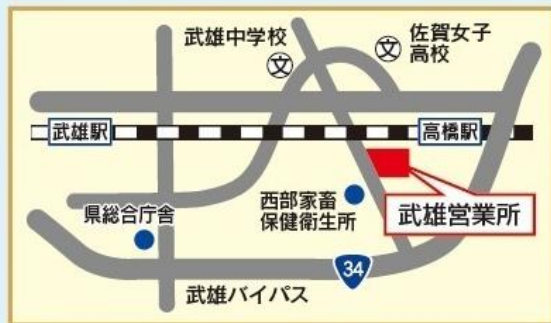 武雄中学校
文
文
佐賀女子
高校
武雄駅
高橋駅
県総合庁舎
西部家畜
保健衛生所
武雄営業所
34
武雄バイパス